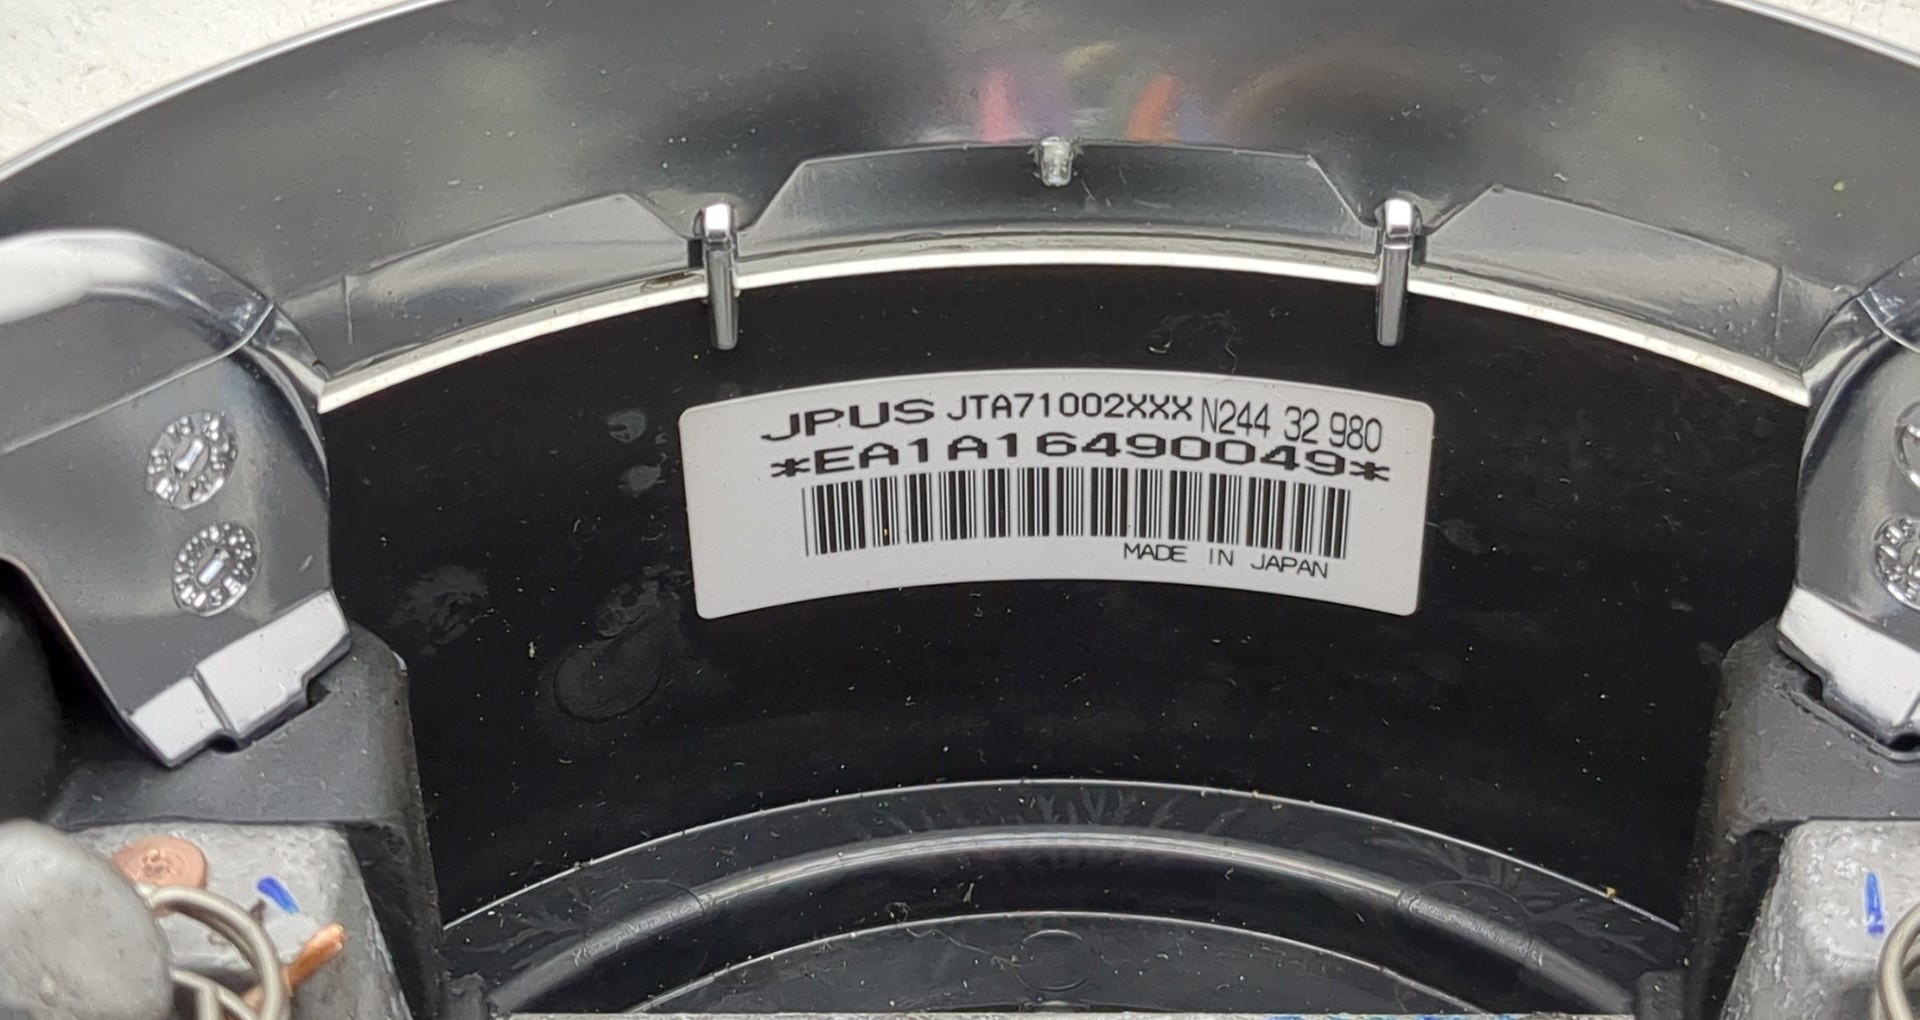 JPUS JTA71002XXX N244 32 980
*EA1A16490049*
MADE IN JAPAN